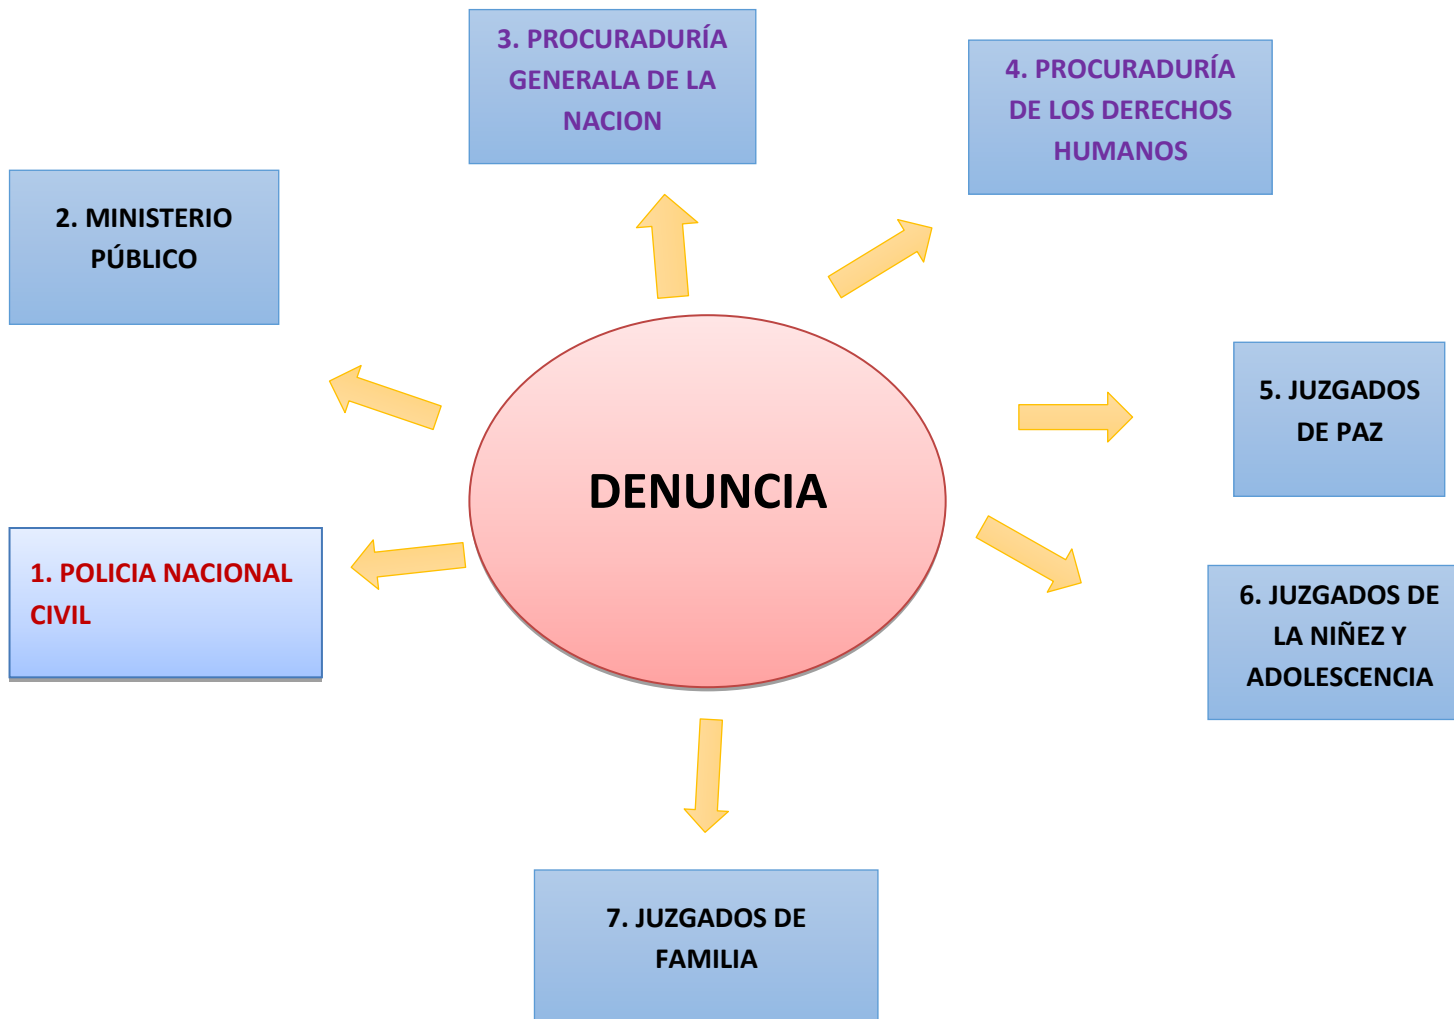 3. PROCURADURÍA
GENERALA DE LA
NACION
4. PROCURADURÍA
DE LOS DERECHOS
HUMANOS
2. MINISTERIO
PÚBLICO
5. JUZGADOS
DE PAZ
DENUNCIA
1. POLICIA NACIONAL
CIVIL
6. JUZGADOS DE
LA NIÑEZ Y
ADOLESCENCIA
7. JUZGADOS DE
FAMILIA